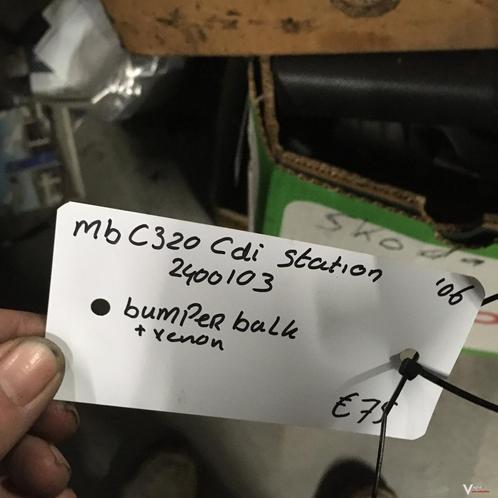 mb C320 Cdi Station '06
2400103
bumper balk
+ xenon
€75
Skoda